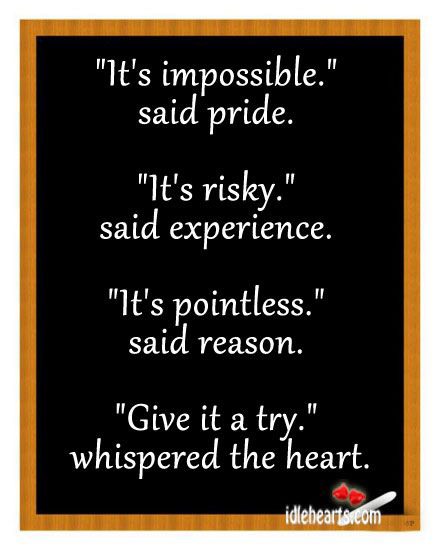 "It's impossible."
said pride.
"It's risky."
said experience.
"It's pointless."
said reason.
"Give it a try."
whispered the heart.
idlehearts.com